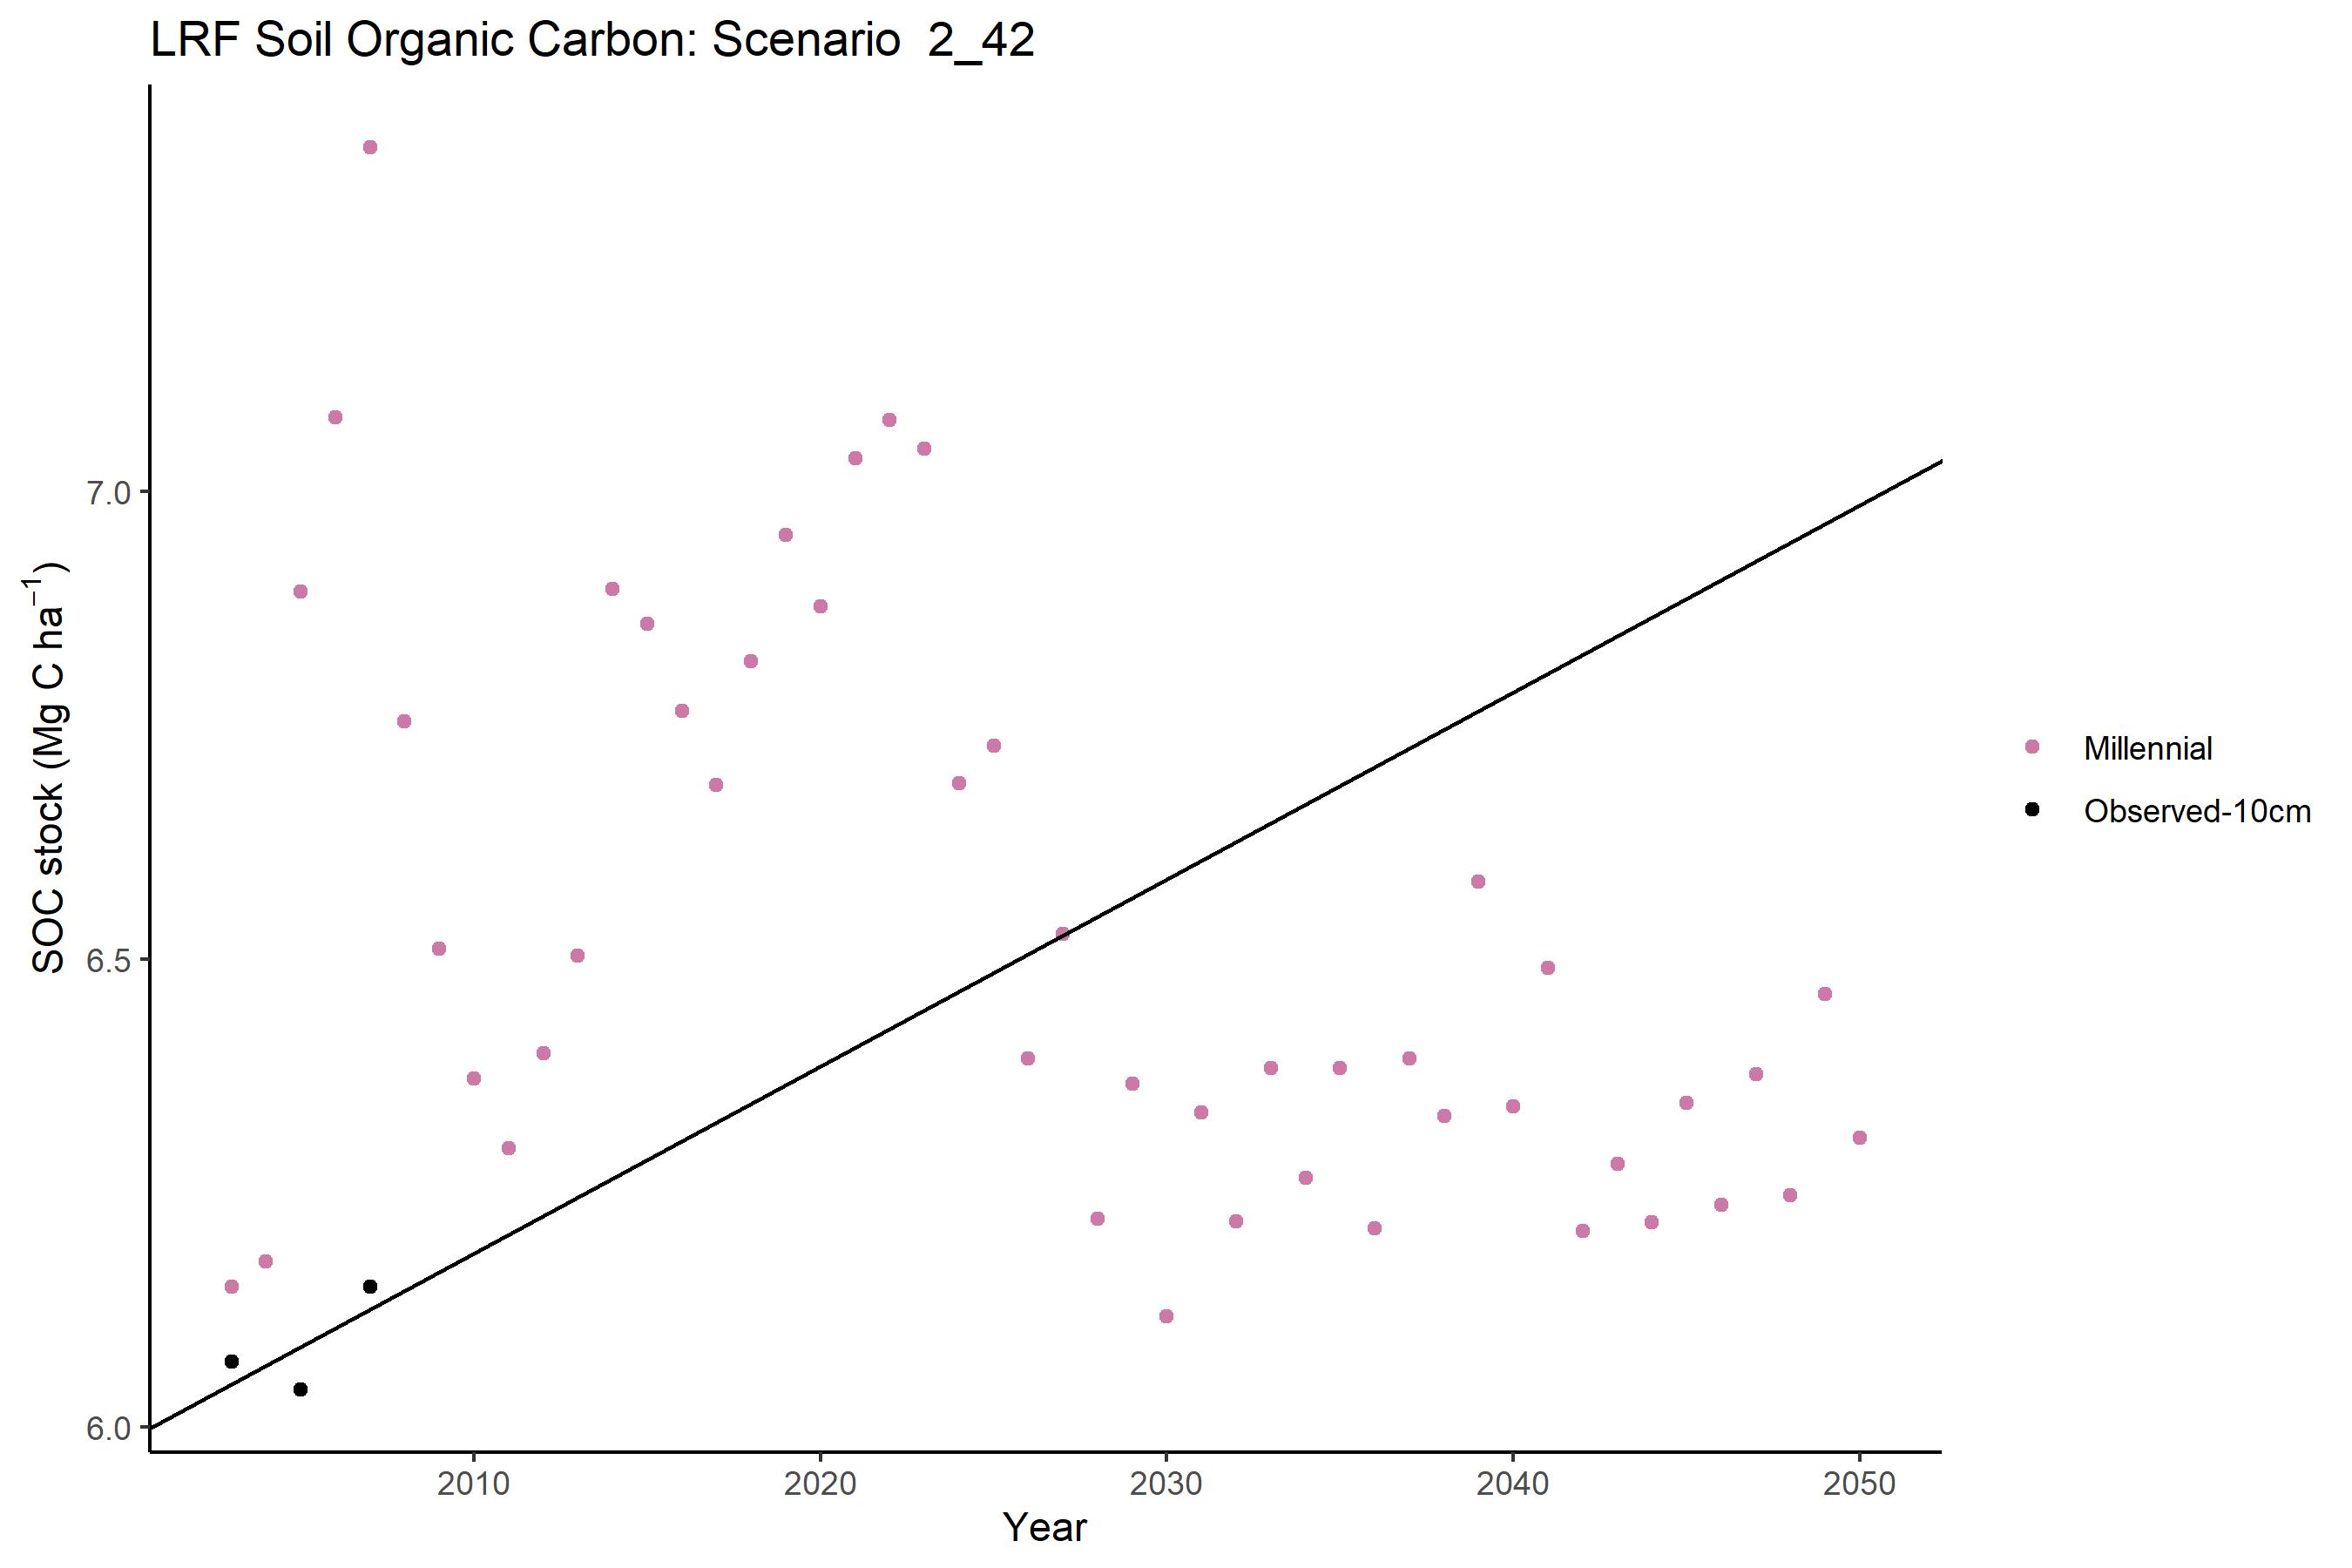 LRF Soil Organic Carbon: Scenario  2_42
SOC stock (Mg C ha⁻¹)
7.0
6.5
6.0
2010 2020 2030 2040 2050
Year
Millennial
Observed-10cm